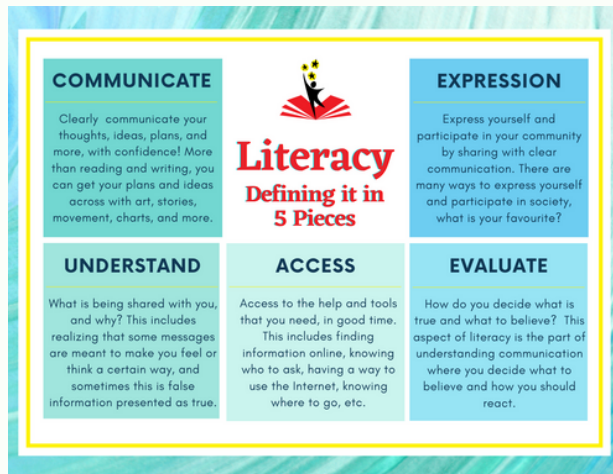 COMMUNICATE
Clearly communicate your
thoughts, ideas, plans, and
more, with confidence! More
than reading and writing, you
can get your plans and ideas
across with art, stories,
movement, charts, and more.
Literacy
Defining it in
5 Pieces
EXPRESSION
Express yourself and
participate in your community
by sharing with clear
communication. There are
many ways to express yourself
and participate in society,
what is your favourite?
UNDERSTAND
What is being shared with you,
and why? This includes
realizing that some messages
are meant to make you feel or
think a certain way, and
sometimes this is false
information presented as true.
ACCESS
Access to the help and tools
that you need, in good time.
This includes finding
information online, knowing
who to ask, having a way to
use the Internet, knowing
where to go, etc.
EVALUATE
How do you decide what is
true and what to believe? This
aspect of literacy is the part of
understanding communication
where you decide what to
believe and how you should
react.